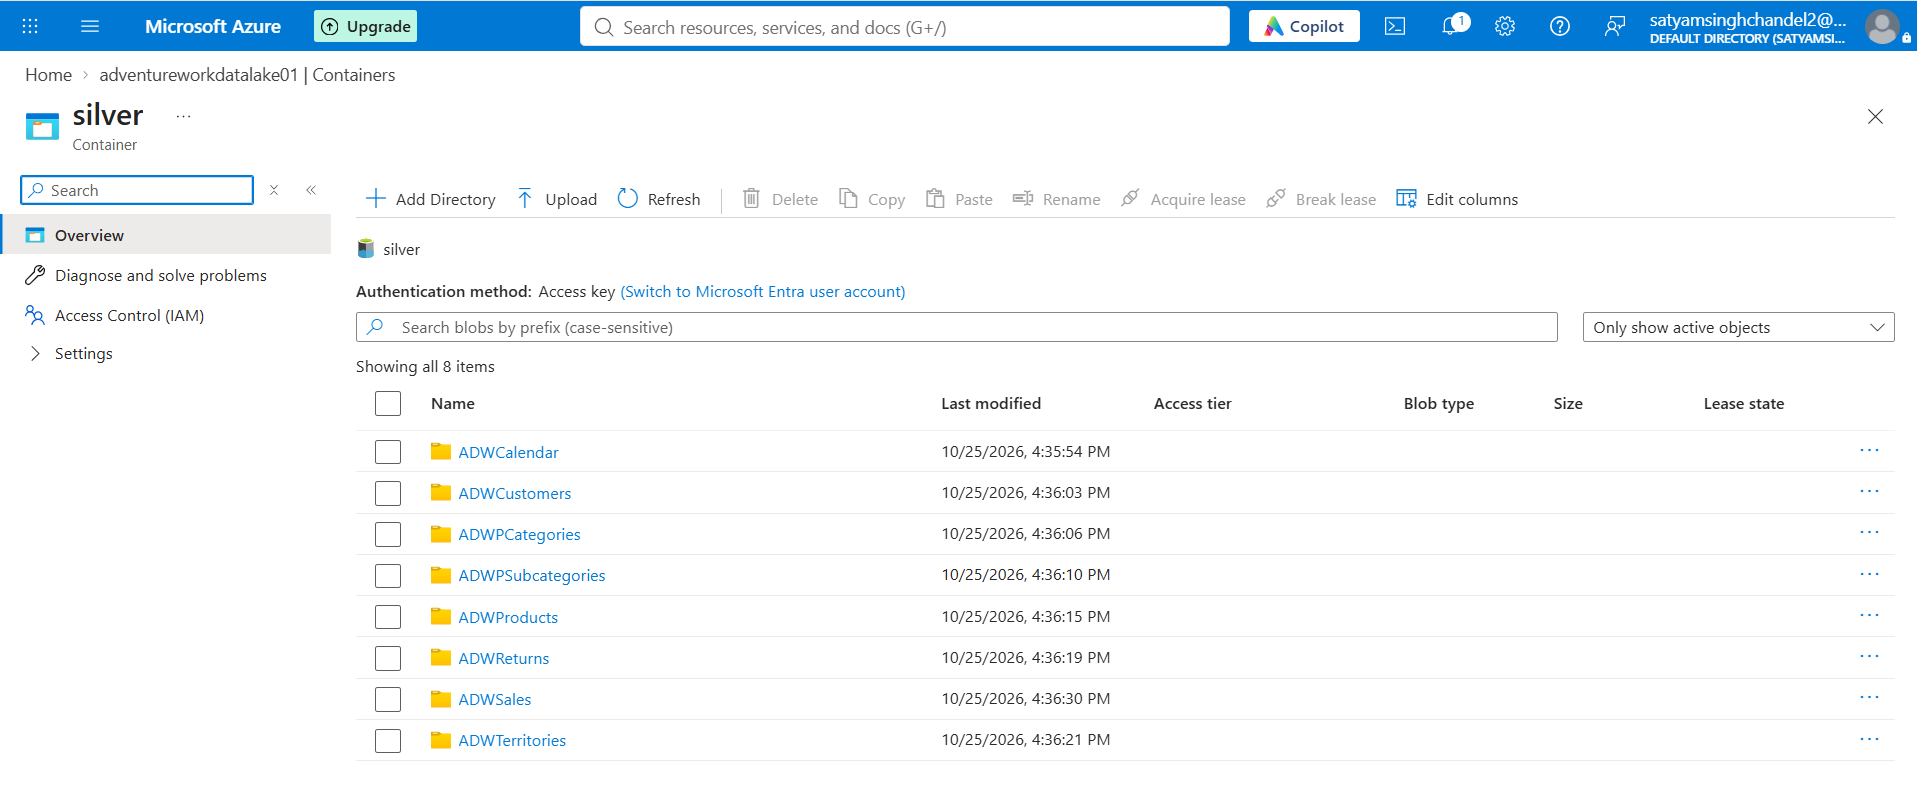 Microsoft Azure Upgrade Search resources, services, and docs (G+/) Copilot 1 satyamsinghchandel2@...
DEFAULT DIRECTORY (SATYAMSI...
Home › adventureworkdatalake01 | Containers
silver ...
Container
Search
Add Directory Upload Refresh Delete Copy Paste Rename Acquire lease Break lease Edit columns
Overview
Diagnose and solve problems
Access Control (IAM)
Settings
silver
Authentication method: Access key (Switch to Microsoft Entra user account)
Search blobs by prefix (case-sensitive) Only show active objects
Showing all 8 items
Name Last modified Access tier Blob type Size Lease state
ADWCalendar 10/25/2026, 4:35:54 PM ...
ADWCustomers 10/25/2026, 4:36:03 PM ...
ADWPCategories 10/25/2026, 4:36:06 PM ...
ADWPSubcategories 10/25/2026, 4:36:10 PM ...
ADWProducts 10/25/2026, 4:36:15 PM ...
ADWReturns 10/25/2026, 4:36:19 PM ...
ADWSales 10/25/2026, 4:36:30 PM ...
ADWTerritories 10/25/2026, 4:36:21 PM ...